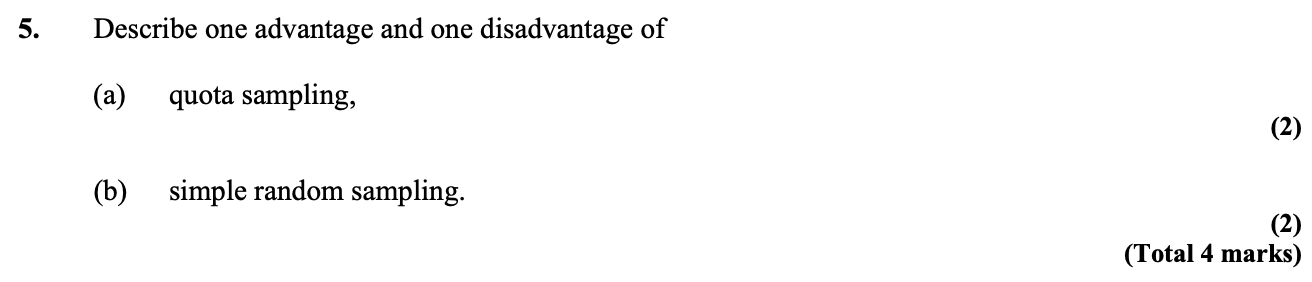 5. Describe one advantage and one disadvantage of
(a) quota sampling,
(2)
(b) simple random sampling.
(2)
(Total 4 marks)